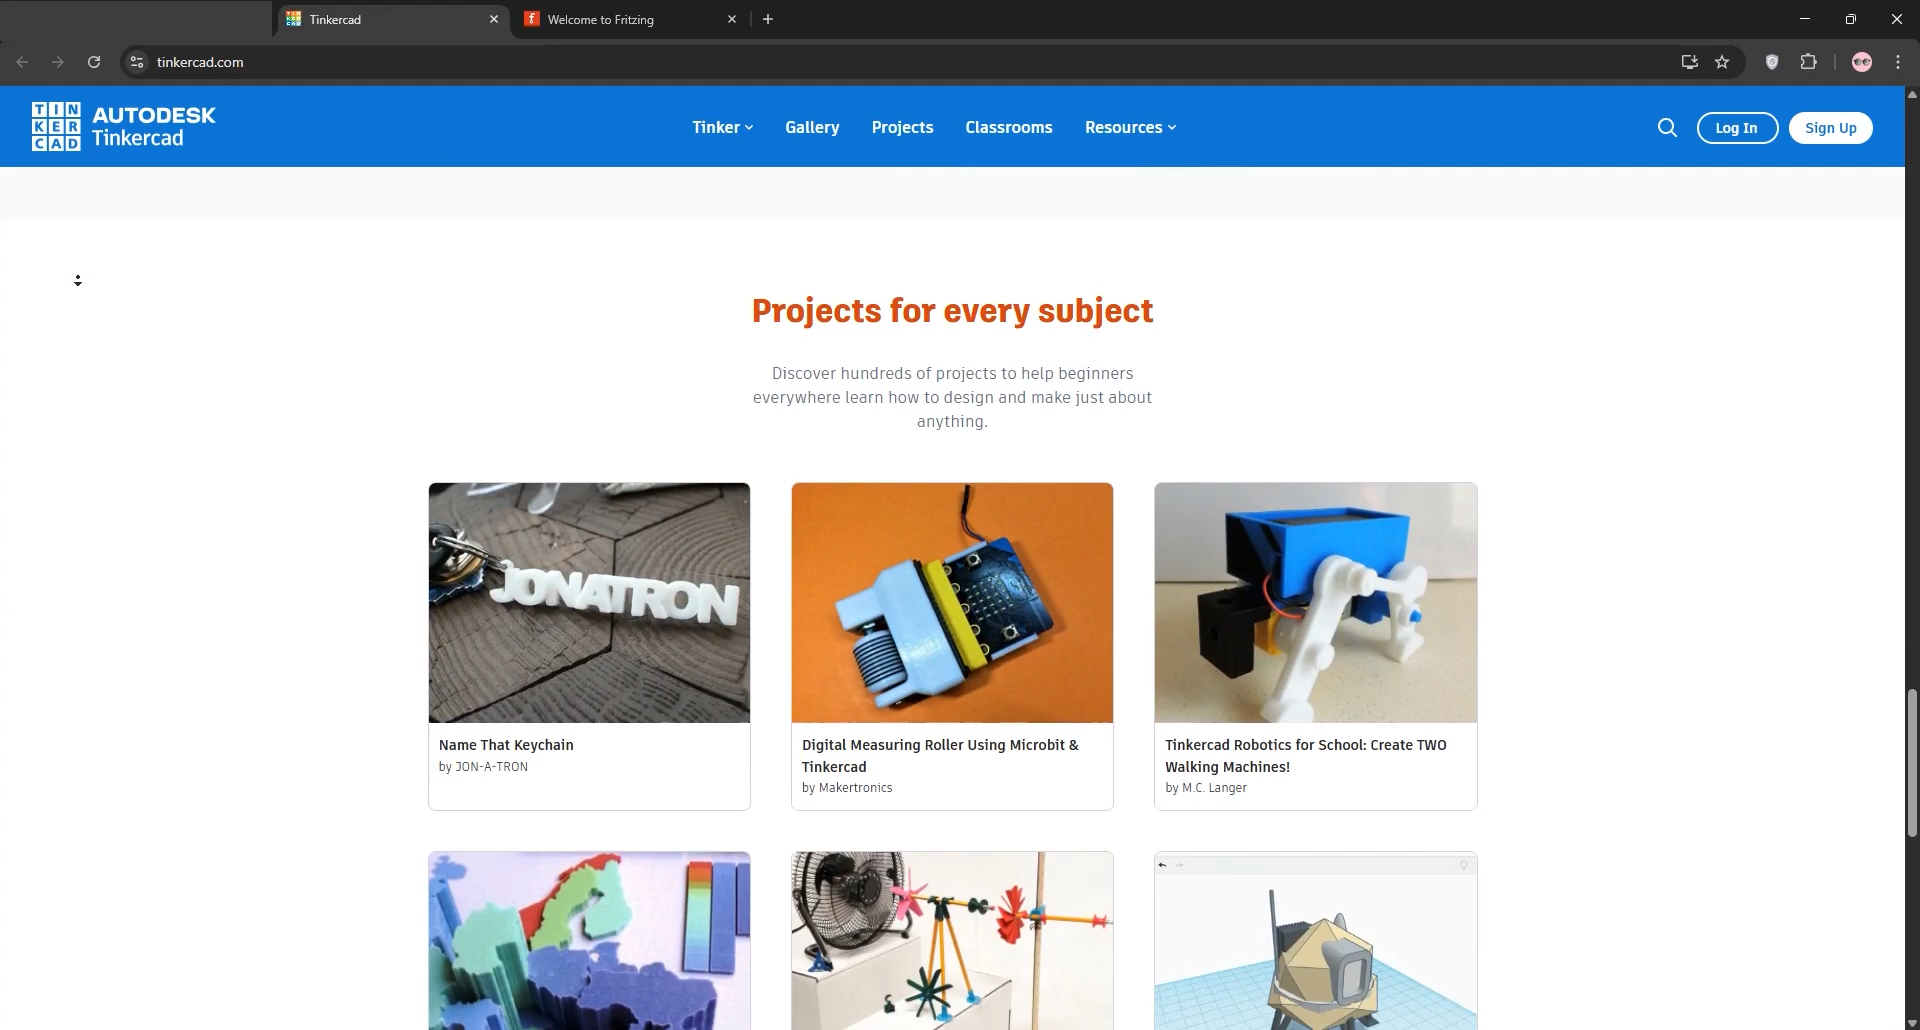 Tinkercad
Welcome to Fritzing
tinkercad.com
TIN
KER
CAD
AUTODESK
Tinkercad
Tinker
Gallery
Projects
Classrooms
Resources
Log In
Sign Up
Projects for every subject
Discover hundreds of projects to help beginners
everywhere learn how to design and make just about
anything.
JONATRON
Name That Keychain
by JON-A-TRON
Digital Measuring Roller Using Microbit &
Tinkercad
by Makertronics
Tinkercad Robotics for School: Create TWO
Walking Machines!
by M.C. Langer